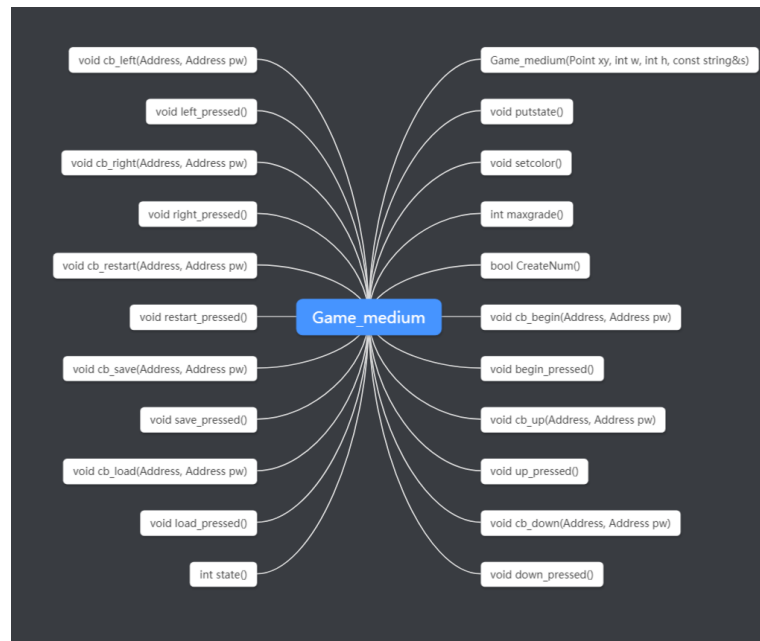 void cb_left(Address, Address pw)
void left_pressed()
void cb_right(Address, Address pw)
void right_pressed()
void cb_restart(Address, Address pw)
void restart_pressed()
void cb_save(Address, Address pw)
void save_pressed()
void cb_load(Address, Address pw)
void load_pressed()
int state()
Game_medium
Game_medium(Point xy, int w, int h, const string&s)
void putstate()
void setcolor()
int maxgrade()
bool CreateNum()
void cb_begin(Address, Address pw)
void begin_pressed()
void cb_up(Address, Address pw)
void up_pressed()
void cb_down(Address, Address pw)
void down_pressed()